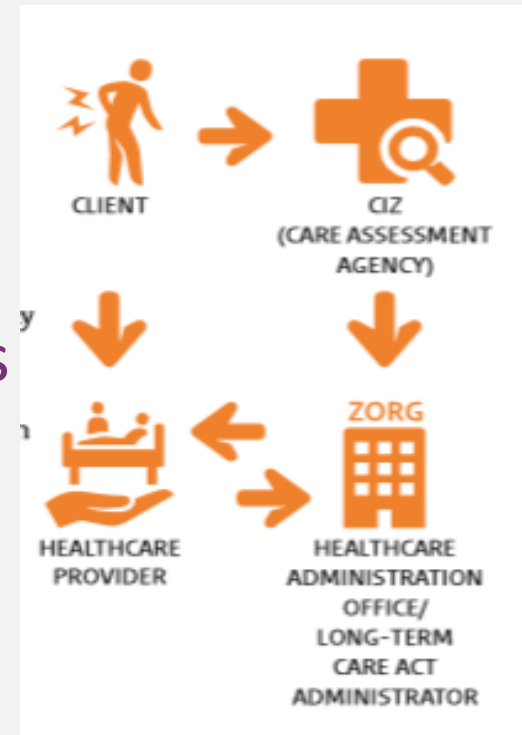 CLIENT
CIZ
(CARE ASSESSMENT
AGENCY)
y
S
n
ZORG
HEALTHCARE
PROVIDER
HEALTHCARE
ADMINISTRATION
OFFICE/
LONG-TERM
CARE ACT
ADMINISTRATOR